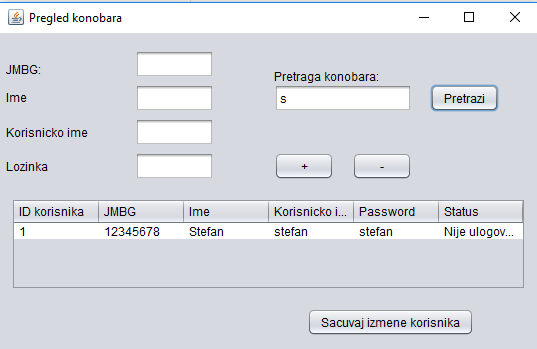 Pregled konobara
JMBG:
Ime
Korisnicko ime
Lozinka
Pretraga konobara:
s
Pretrazi
+
-
ID korisnika JMBG Ime Korisnicko i... Password Status
1 12345678 Stefan stefan stefan Nije ulogov...
Sacuvaj izmene korisnika